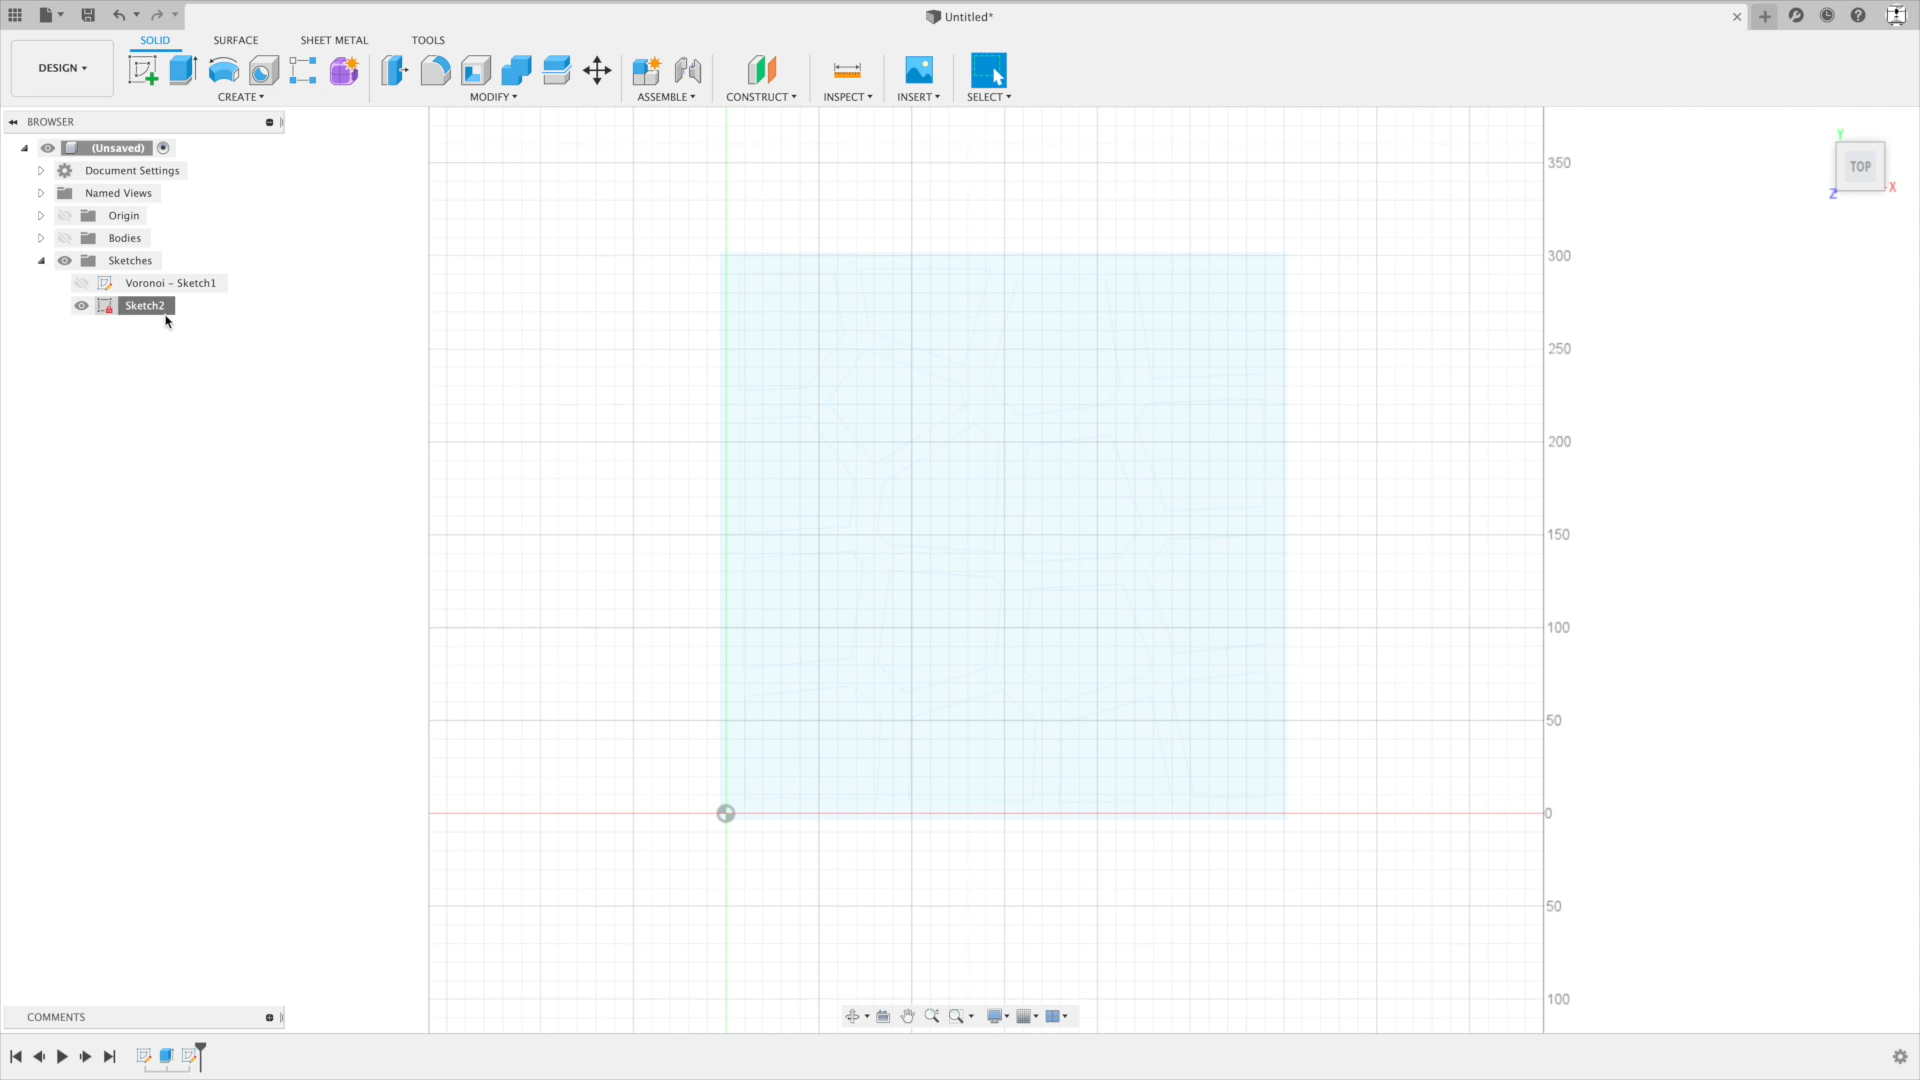 Untitled*
SOLID
SURFACE
SHEET METAL
TOOLS
DESIGN
CREATE
MODIFY
ASSEMBLE
CONSTRUCT
INSPECT
INSERT
SELECT
BROWSER
(Unsaved)
Document Settings
Named Views
Origin
Bodies
Sketches
Voronoi - Sketch1
Sketch2
350
300
250
200
150
100
50
0
50
100
Y
TOP
X
Z
COMMENTS